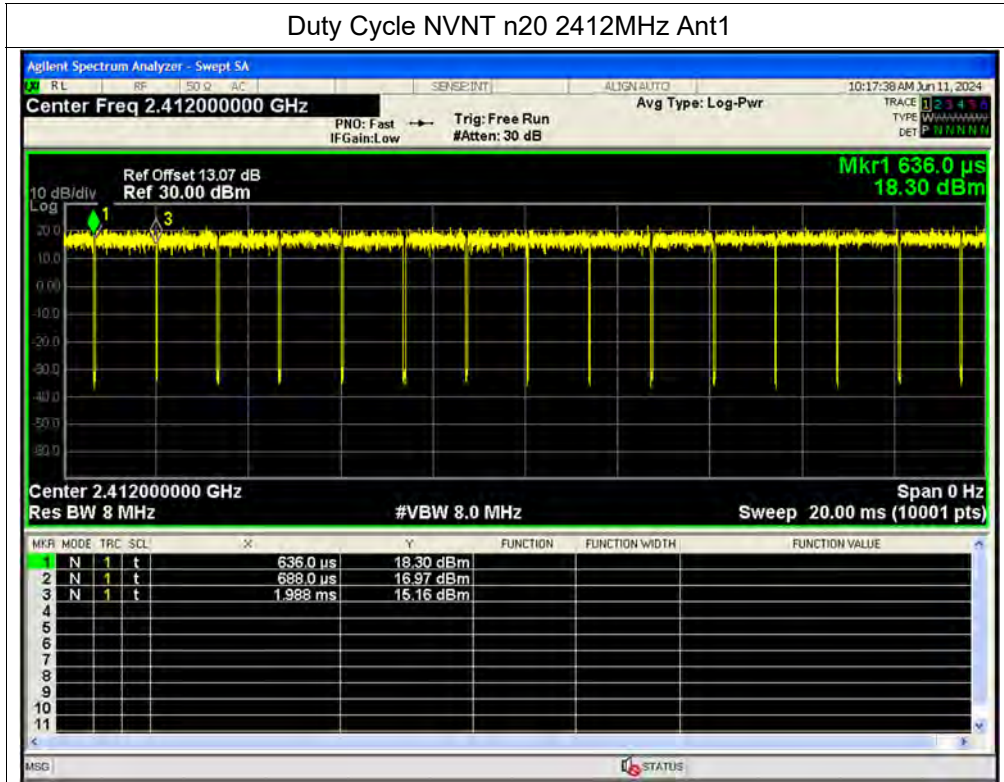 Duty Cycle NVNT n20 2412MHz Ant1
Agilent Spectrum Analyzer - Swept SA
RL RF 50 Ω AC SENSE:INT ALIGN AUTO 10:17:38 AM Jun 11, 2024
Center Freq 2.412000000 GHz Avg Type: Log-Pwr TRACE 1 2 3 4 5 6
PNO: Fast Trig: Free Run TYPE W
IFGain:Low #Atten: 30 dB DET P N N N N N
Mkr1 636.0 µs
Ref Offset 13.07 dB
10 dB/div Ref 30.00 dBm 18.30 dBm
Log
1 3
20.0
10.0
0.00
-10.0
-20.0
-30.0
-40.0
-50.0
-60.0
Center 2.412000000 GHz Span 0 Hz
Res BW 8 MHz #VBW 8.0 MHz Sweep 20.00 ms (10001 pts)
MKR MODE TRC SCL X Y FUNCTION FUNCTION WIDTH FUNCTION VALUE
1 N 1 t 636.0 µs 18.30 dBm
2 N 1 t 688.0 µs 16.97 dBm
3 N 1 t 1.988 ms 15.16 dBm
4
5
6
7
8
9
10
11
MSG STATUS